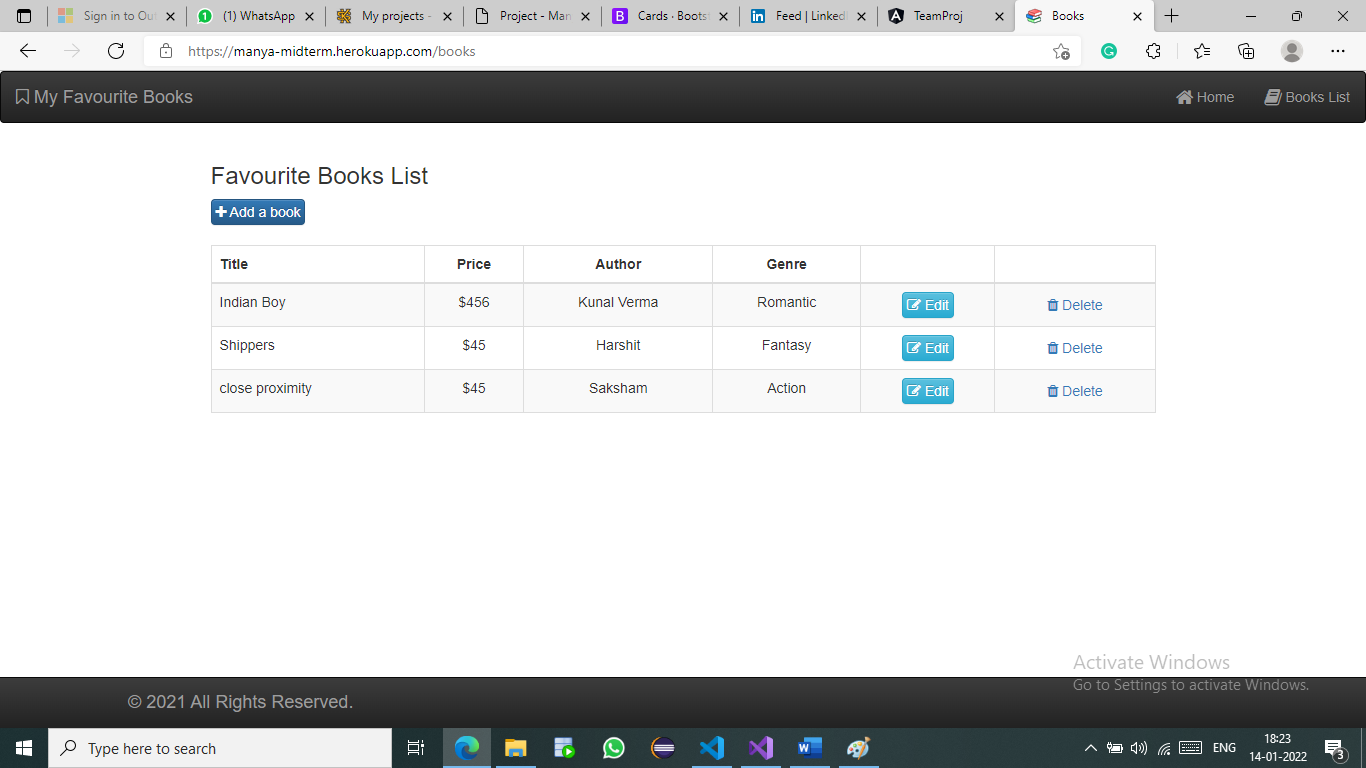 Sign in to Out
(1) WhatsApp
My projects -
Project - Man
B Cards · Boots
in Feed | LinkedI
A TeamProj
Books
https://manya-midterm.herokuapp.com/books
My Favourite Books
Home
Books List
Favourite Books List
Add a book
Title Price Author Genre
Indian Boy $456 Kunal Verma Romantic Edit Delete
Shippers $45 Harshit Fantasy Edit Delete
close proximity $45 Saksham Action Edit Delete
Activate Windows
Go to Settings to activate Windows.
© 2021 All Rights Reserved.
Type here to search
ENG
18:23
14-01-2022
3